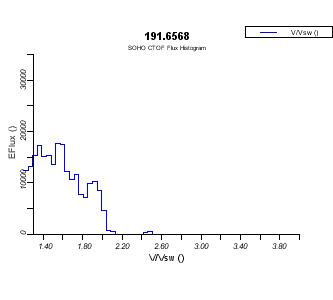 V/Vsw ()
191.6568
SOHO CTOF Flux Histogram
EFlux ()
30000
20000
10000
0
1.40 1.80 2.20 2.60 3.00 3.40 3.80
V/Vsw ()